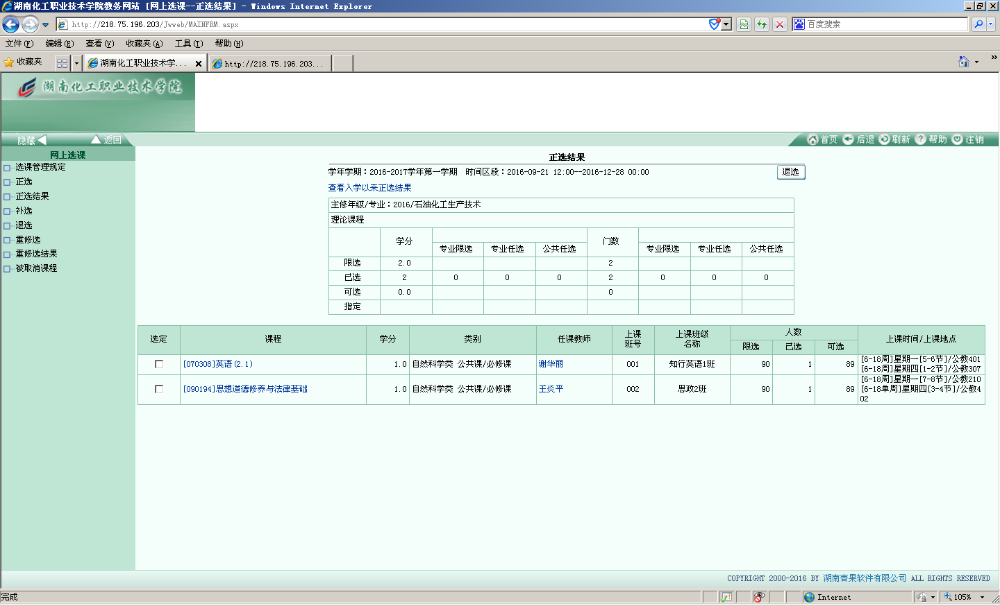 湖南化工职业技术学院教务网站 [网上选课--正选结果] - Windows Internet Explorer
http://218.75.196.203/Jwweb/MAINFRM.aspx
百度搜索
文件(F) 编辑(E) 查看(V) 收藏夹(A) 工具(T) 帮助(H)
收藏夹 湖南化工职业技术学... http://218.75.196.203...
湖南化工职业技术学院
隐藏 返回 首页 后退 刷新 帮助 注销
网上选课
选课管理规定
正选
正选结果
补选
退选
重修选
重修选结果
被取消课程
正选结果
学年学期：2016-2017学年第一学期 时间区段：2016-09-21 12:00--2016-12-28 00:00 退选
查看入学以来正选结果
主修年级/专业：2016/石油化工生产技术
理论课程
学分 门数
专业限选 专业任选 公共任选 专业限选 专业任选 公共任选
限选 2.0 2
已选 2 0 0 0 2 0 0 0
可选 0.0 0
指定
选定 课程 学分 类别 任课教师 上课班号 上课班级名称 人数 上课时间/上课地点
限选 已选 可选
[070308]英语(2.1) 1.0 自然科学类 公共课/必修课 谢华丽 001 知行英语1班 90 1 89 [6-18周]星期一[5-6节]/公教401
[6-18周]星期四[1-2节]/公教307
[090194]思想道德修养与法律基础 1.0 自然科学类 公共课/必修课 王炎平 002 思政2班 90 1 89 [6-18周]星期一[7-8节]/公教210
[6-18单周]星期四[3-4节]/公教4
02
COPYRIGHT 2000-2016 BY 湖南青果软件有限公司 ALL RIGHTS RESERVED
完成 Internet 105%